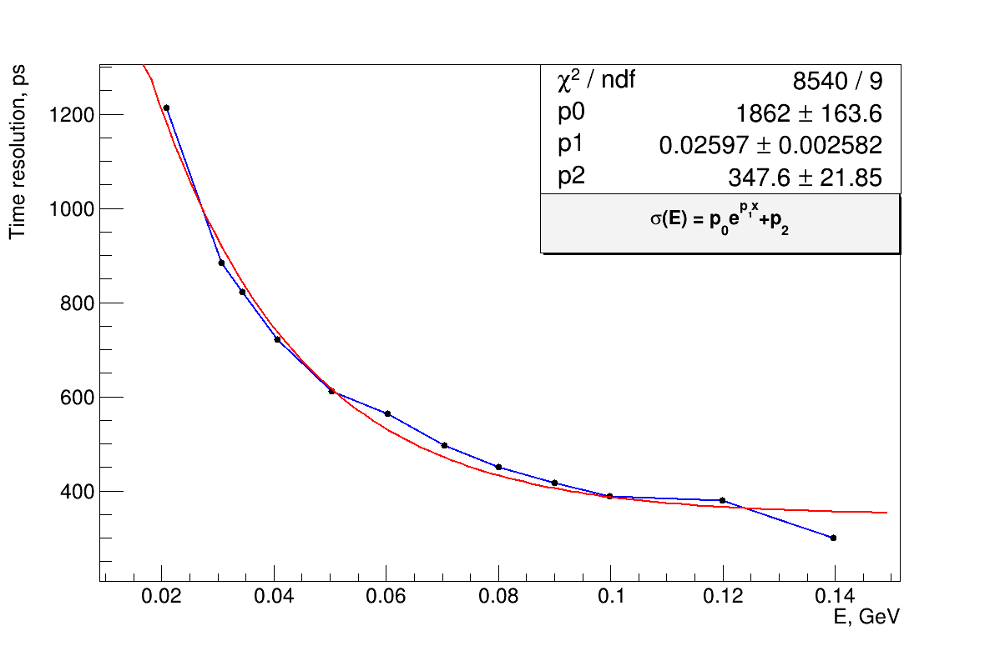 Time resolution, ps
1200
1000
800
600
400
χ² / ndf 8540 / 9
p0 1862 ± 163.6
p1 0.02597 ± 0.002582
p2 347.6 ± 21.85
σ(E) = p₀e^p₁x+p₂
0.02 0.04 0.06 0.08 0.1 0.12 0.14
E, GeV